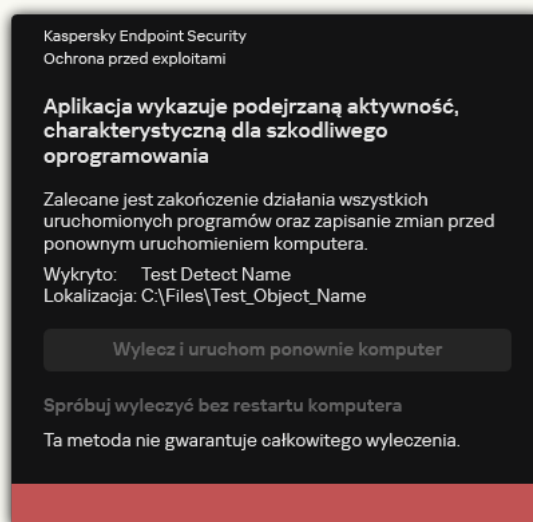 Kaspersky Endpoint Security
Ochrona przed exploitami
Aplikacja wykazuje podejrzaną aktywność,
charakterystyczną dla szkodliwego
oprogramowania
Zalecane jest zakończenie działania wszystkich
uruchomionych programów oraz zapisanie zmian przed
ponownym uruchomieniem komputera.
Wykryto: Test Detect Name
Lokalizacja: C:\Files\Test_Object_Name
Wylecz i uruchom ponownie komputer
Spróbuj wyleczyć bez restartu komputera
Ta metoda nie gwarantuje całkowitego wyleczenia.